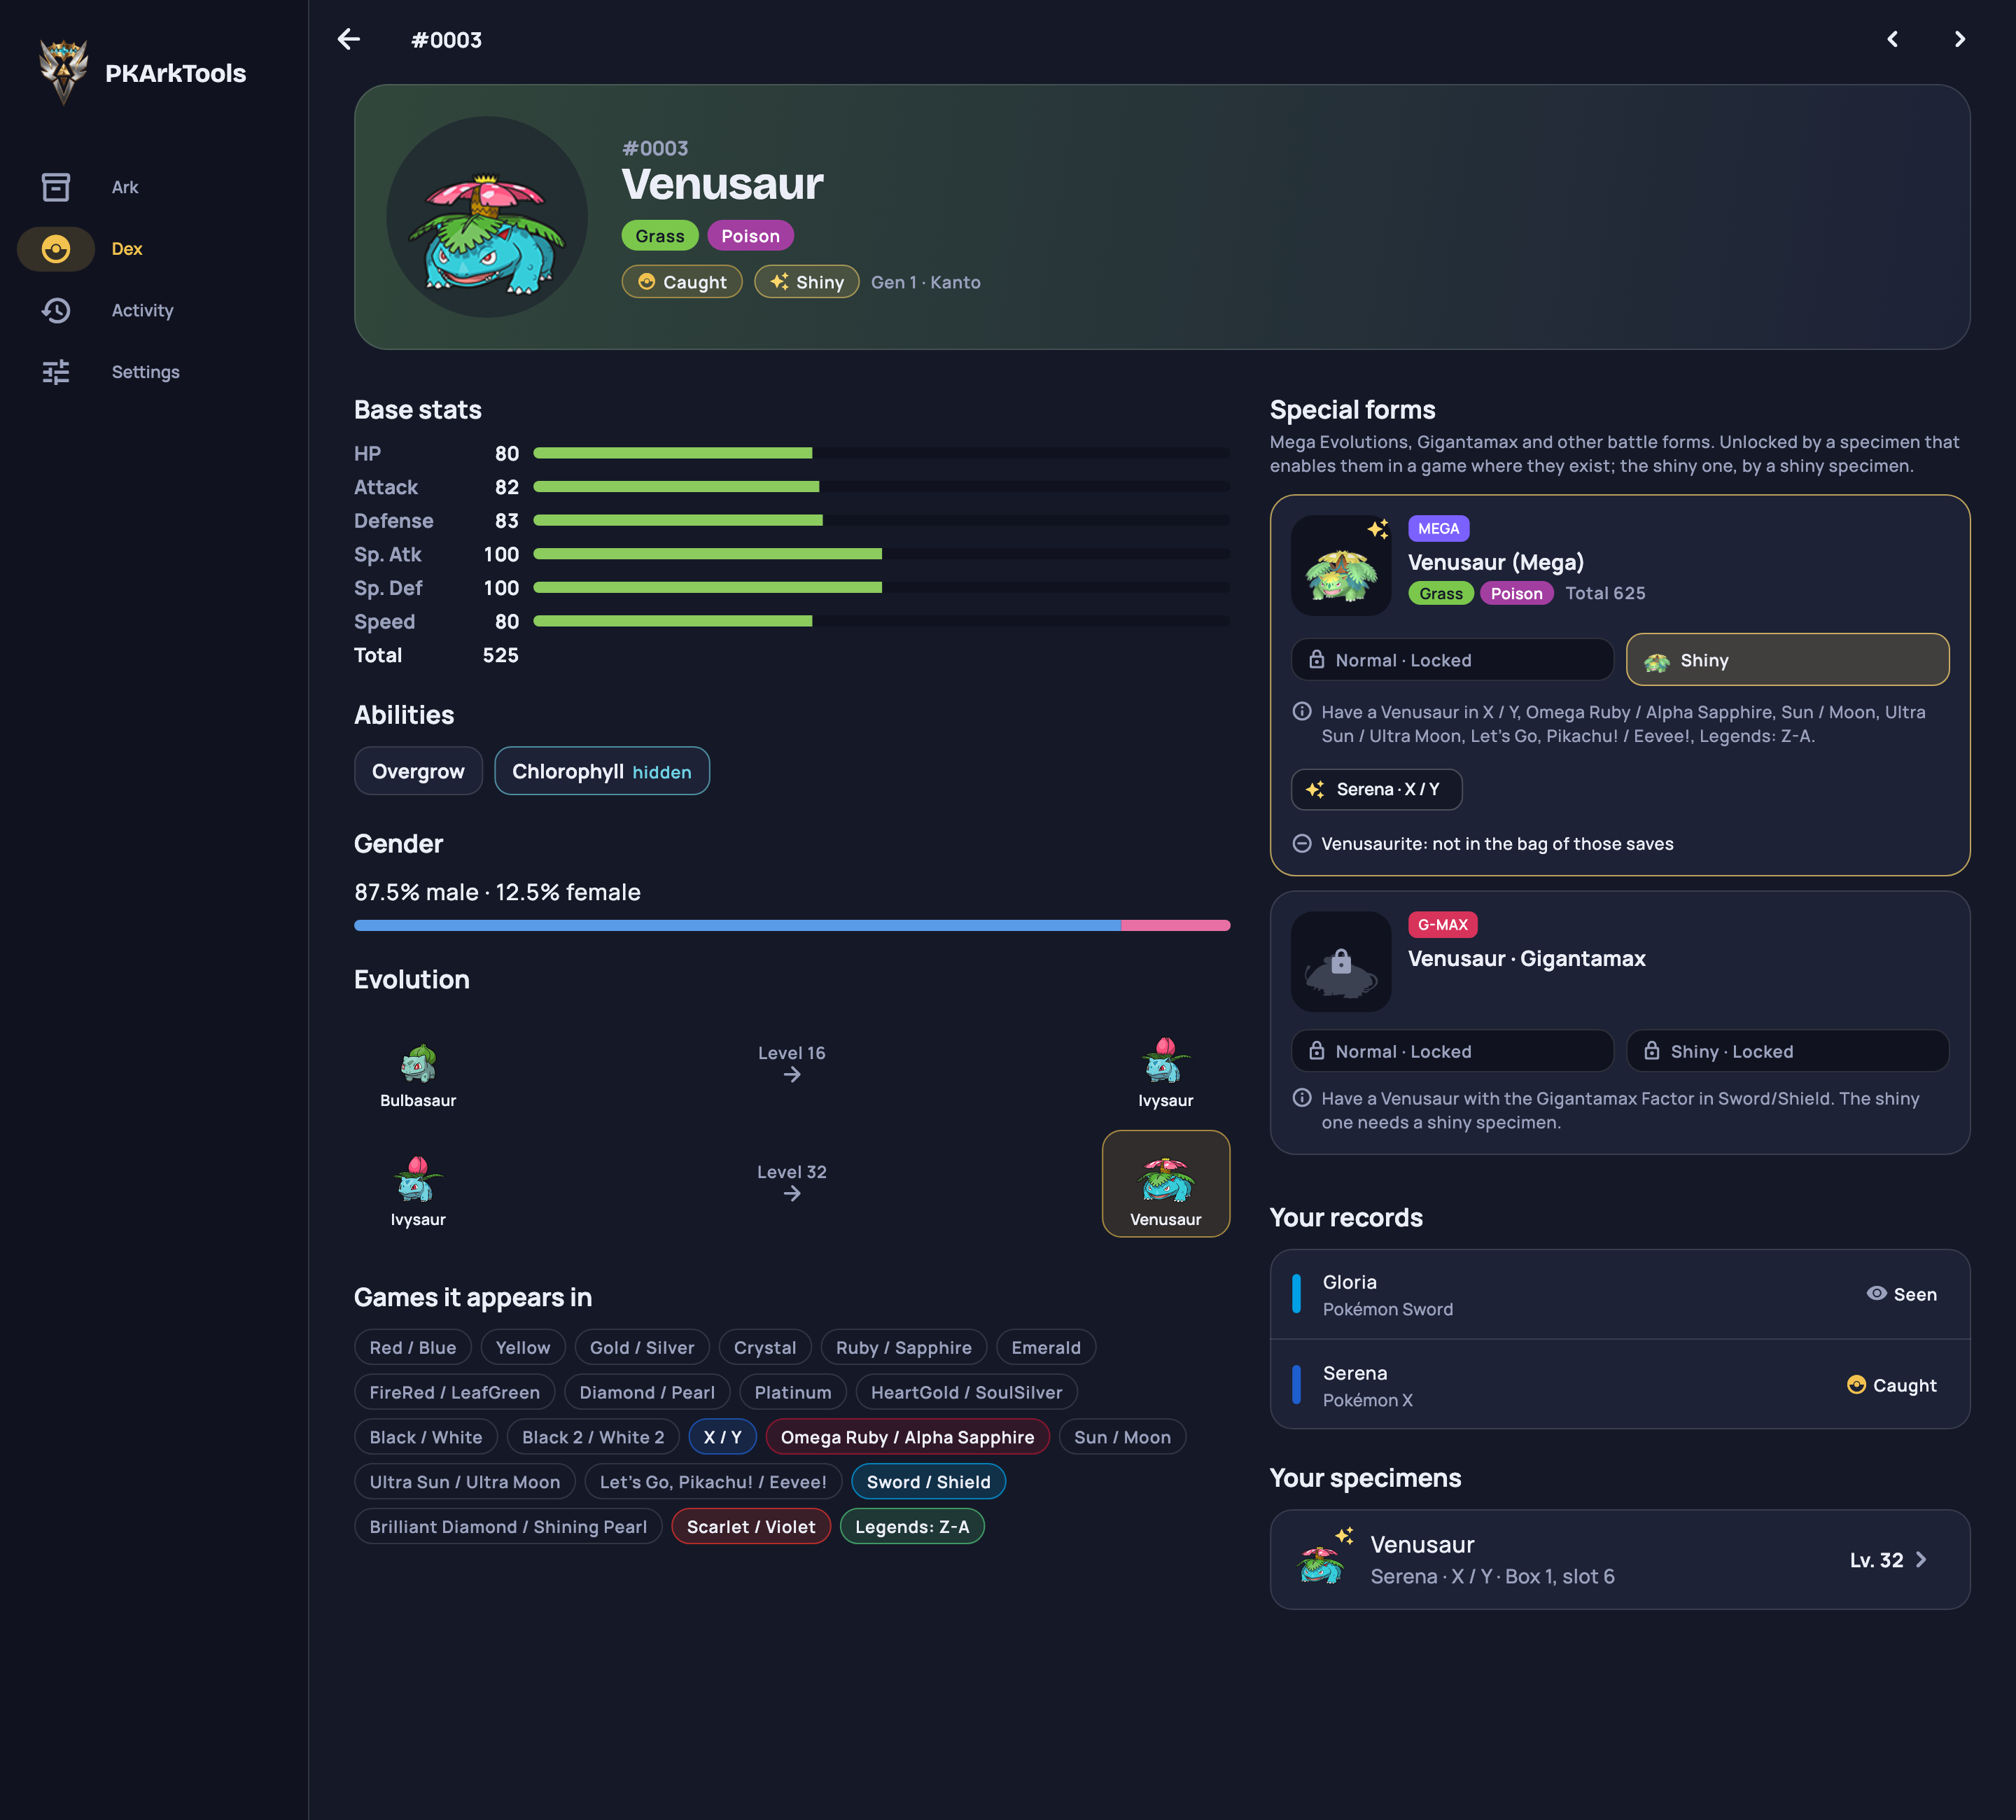 PKArkTools
Ark
Dex
Activity
Settings
#0003
#0003
Venusaur
Grass Poison
Caught Shiny Gen 1 · Kanto
Base stats
HP 80
Attack 82
Defense 83
Sp. Atk 100
Sp. Def 100
Speed 80
Total 525
Abilities
Overgrow Chlorophyll hidden
Gender
87.5% male · 12.5% female
Evolution
Level 16
Bulbasaur Ivysaur
Level 32
Ivysaur Venusaur
Games it appears in
Red / Blue Yellow Gold / Silver Crystal Ruby / Sapphire Emerald
FireRed / LeafGreen Diamond / Pearl Platinum HeartGold / SoulSilver
Black / White Black 2 / White 2 X / Y Omega Ruby / Alpha Sapphire Sun / Moon
Ultra Sun / Ultra Moon Let's Go, Pikachu! / Eevee! Sword / Shield
Brilliant Diamond / Shining Pearl Scarlet / Violet Legends: Z-A
Special forms
Mega Evolutions, Gigantamax and other battle forms. Unlocked by a specimen that
enables them in a game where they exist; the shiny one, by a shiny specimen.
MEGA
Venusaur (Mega)
Grass Poison Total 625
Normal · Locked Shiny
Have a Venusaur in X / Y, Omega Ruby / Alpha Sapphire, Sun / Moon, Ultra
Sun / Ultra Moon, Let's Go, Pikachu! / Eevee!, Legends: Z-A.
Serena · X / Y
Venusaurite: not in the bag of those saves
G-MAX
Venusaur · Gigantamax
Normal · Locked Shiny · Locked
Have a Venusaur with the Gigantamax Factor in Sword/Shield. The shiny
one needs a shiny specimen.
Your records
Gloria
Pokémon Sword
Seen
Serena
Pokémon X
Caught
Your specimens
Venusaur
Serena · X / Y · Box 1, slot 6
Lv. 32